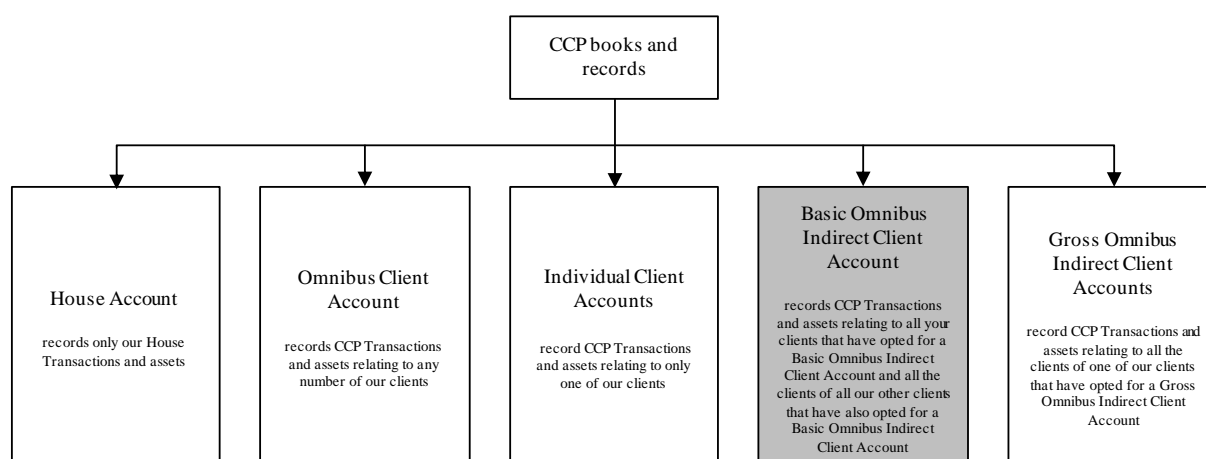 CCP books and
records
House Account
records only our House
Transactions and assets
Omnibus Client
Account
records CCP Transactions
and assets relating to any
number of our clients
Individual Client
Accounts
record CCP Transactions
and assets relating to only
one of our clients
Basic Omnibus
Indirect Client
Account
records CCP Transactions
and assets relating to all your
clients that have opted for a
Basic Omnibus Indirect
Client Account and all the
clients of all our other clients
that have also opted for a
Basic Omnibus Indirect
Client Account
Gross Omnibus
Indirect Client
Accounts
record CCP Transactions and
assets relating to all the
clients of one of our clients
that have opted for a Gross
Omnibus Indirect Client
Account